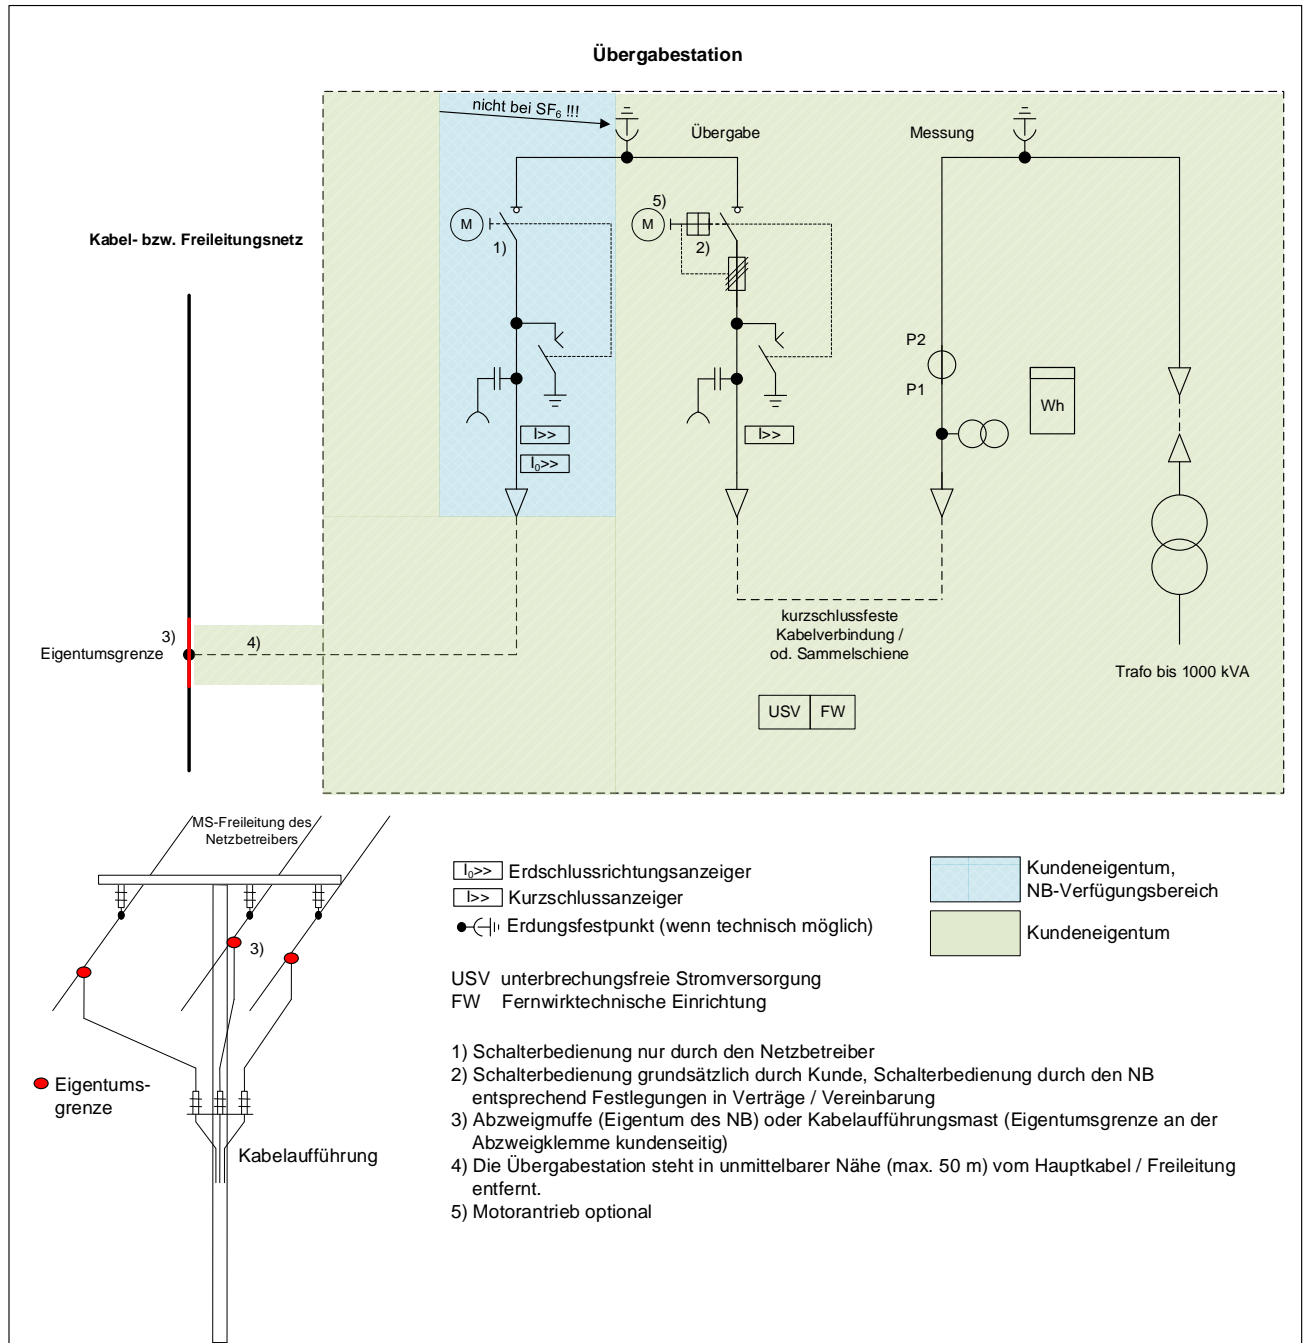 Übergabestation
nicht bei SF₆ !!!
Übergabe
Messung
5)
M
M
1)
2)
Kabel- bzw. Freileitungsnetz
P2
P1
Wh
I>>
I₀>>
I>>
3)
4)
Eigentumsgrenze
kurzschlussfeste
Kabelverbindung /
od. Sammelschiene
Trafo bis 1000 kVA
USV
FW
MS-Freileitung des
Netzbetreibers
3)
Eigentums-
grenze
Kabelaufführung
I₀>> Erdschlussrichtungsanzeiger
I>> Kurzschlussanzeiger
Erdungsfestpunkt (wenn technisch möglich)
Kundeneigentum,
NB-Verfügungsbereich
Kundeneigentum
USV unterbrechungsfreie Stromversorgung
FW Fernwirktechnische Einrichtung
1) Schalterbedienung nur durch den Netzbetreiber
2) Schalterbedienung grundsätzlich durch Kunde, Schalterbedienung durch den NB
entsprechend Festlegungen in Verträge / Vereinbarung
3) Abzweigmuffe (Eigentum des NB) oder Kabelaufführungsmast (Eigentumsgrenze an der
Abzweigklemme kundenseitig)
4) Die Übergabestation steht in unmittelbarer Nähe (max. 50 m) vom Hauptkabel / Freileitung
entfernt.
5) Motorantrieb optional